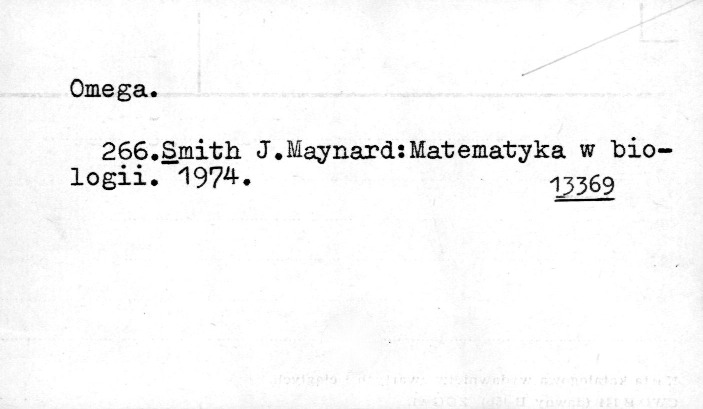 Omega.
266.Smith J.Maynard:Matematyka w bio-
logii. 1974.
13369